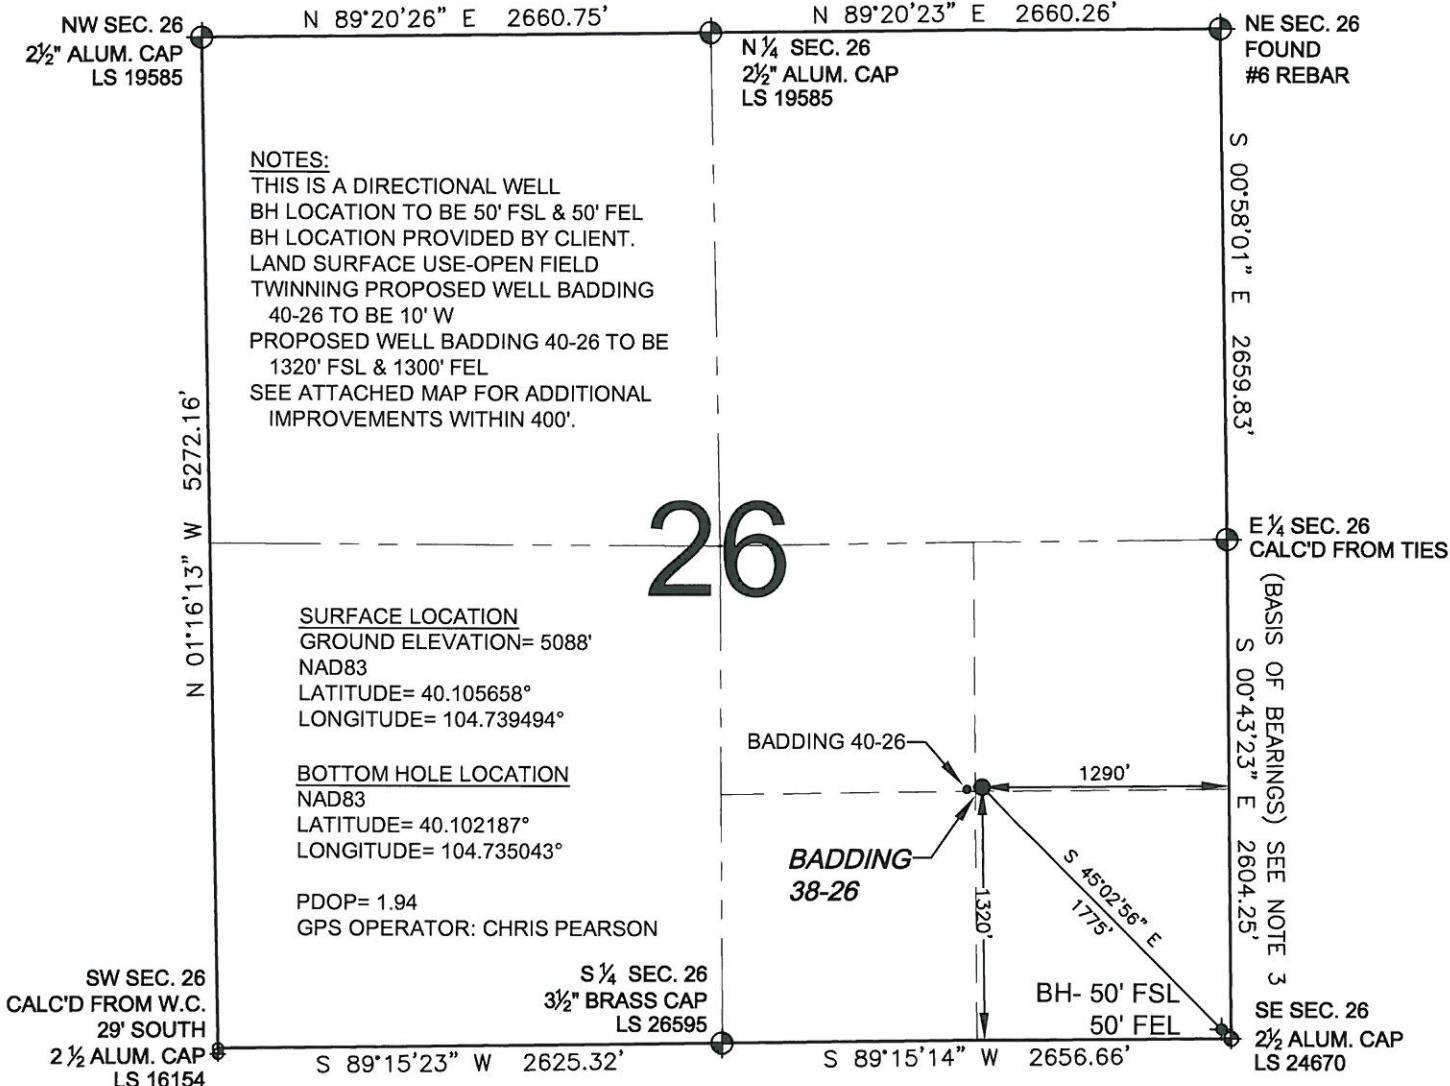 N 89°20'26" E 2660.75'
N 89°20'23" E 2660.26'
NW SEC. 26
2½" ALUM. CAP
LS 19585
N ¼ SEC. 26
2½" ALUM. CAP
LS 19585
NE SEC. 26
FOUND
#6 REBAR
NOTES:
THIS IS A DIRECTIONAL WELL
BH LOCATION TO BE 50' FSL & 50' FEL
BH LOCATION PROVIDED BY CLIENT.
LAND SURFACE USE-OPEN FIELD
TWINNING PROPOSED WELL BADDING
40-26 TO BE 10' W
PROPOSED WELL BADDING 40-26 TO BE
1320' FSL & 1300' FEL
SEE ATTACHED MAP FOR ADDITIONAL
IMPROVEMENTS WITHIN 400'.
S 00°58'01" E 2659.83'
N 01°16'13" W 5272.16'
26
E ¼ SEC. 26
CALC'D FROM TIES
(BASIS OF BEARINGS) SEE NOTE 3
S 00°43'23" E 2604.25'
SURFACE LOCATION
GROUND ELEVATION= 5088'
NAD83
LATITUDE= 40.105658°
LONGITUDE= 104.739494°
BOTTOM HOLE LOCATION
NAD83
LATITUDE= 40.102187°
LONGITUDE= 104.735043°
PDOP= 1.94
GPS OPERATOR: CHRIS PEARSON
BADDING 40-26
1290'
BADDING
38-26
1320'
S 45°02'56" E
1775'
BH- 50' FSL
50' FEL
SW SEC. 26
CALC'D FROM W.C.
29' SOUTH
2 ½ ALUM. CAP
LS 16154
S ¼ SEC. 26
3½" BRASS CAP
LS 26595
SE SEC. 26
2½ ALUM. CAP
LS 24670
S 89°15'23" W 2625.32'
S 89°15'14" W 2656.66'